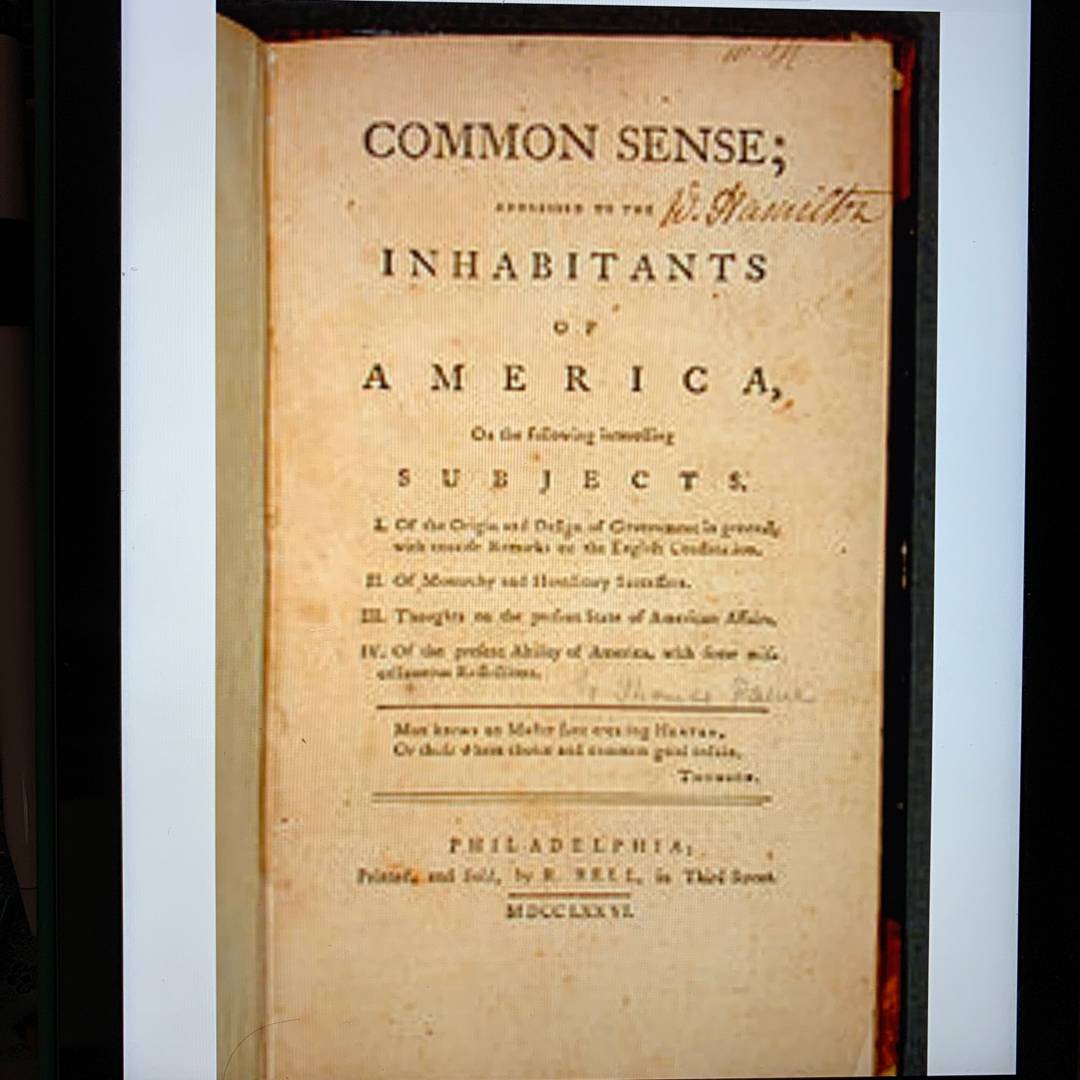 COMMON SENSE;
ADDRESSED TO THE W. Hamilton
INHABITANTS
OF
AMERICA,
On the following interesting
SUBJECTS.
I. Of the Origin and Design of Government in general,
with concise Remarks on the English Constitution.
II. Of Monarchy and Hereditary Succession.
III. Thoughts on the present State of American Affairs.
IV. Of the present Ability of America, with some mis-
cellaneous Reflections.
by Thomas Paine
Man knows no Master save creating HEAVEN,
Or those whom choice and common good ordain.
THOMSON.
PHILADELPHIA;
Printed, and Sold, by R. BELL, in Third Street.
MDCCLXXVI.